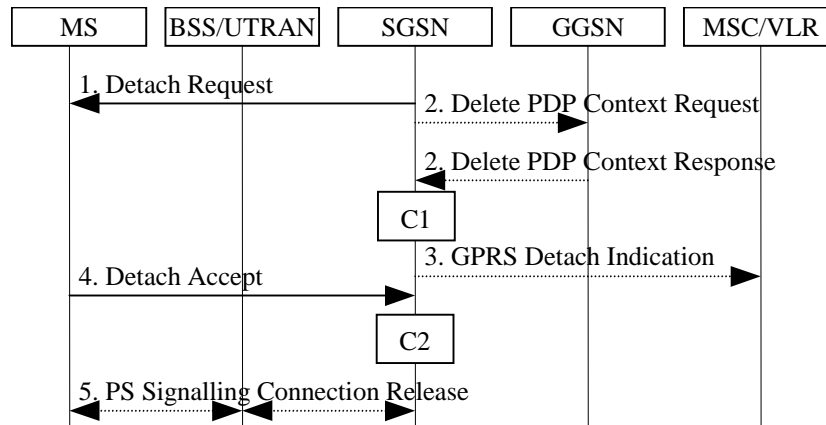 MS BSS/UTRAN SGSN GGSN MSC/VLR
1. Detach Request
2. Delete PDP Context Request
2. Delete PDP Context Response
C1
3. GPRS Detach Indication
4. Detach Accept
C2
5. PS Signalling Connection Release